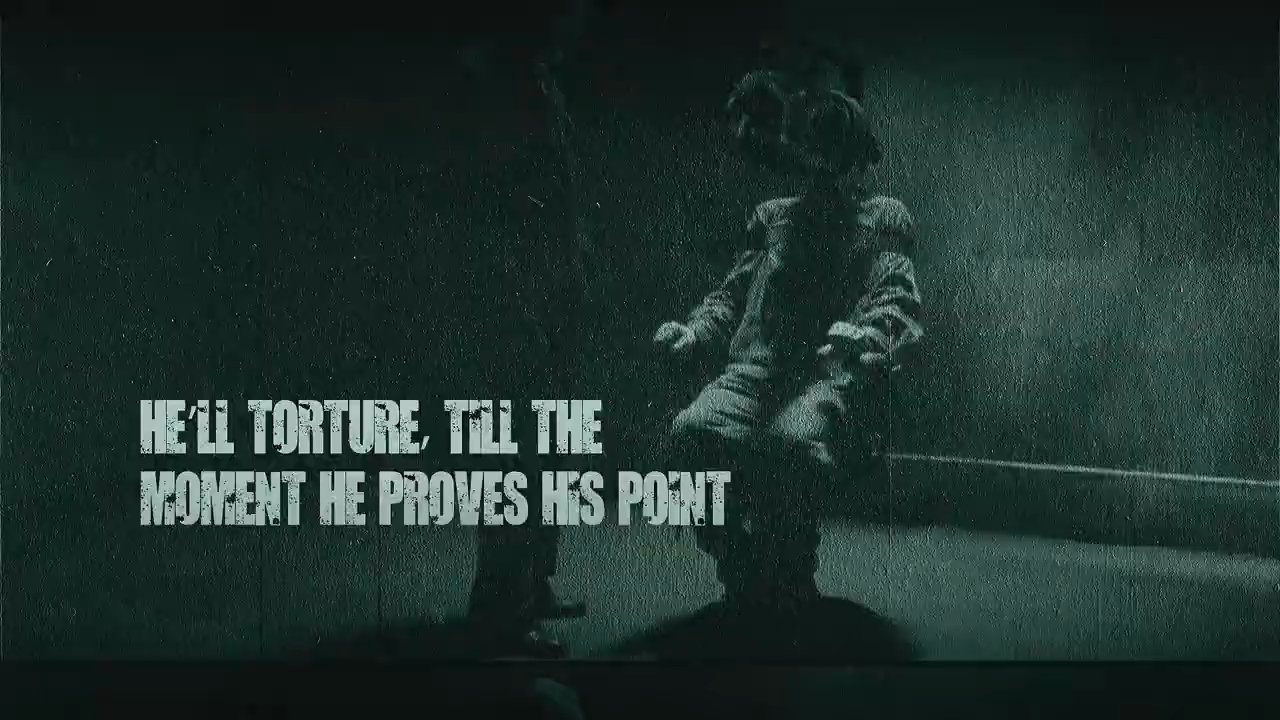 HE'LL TORTURE, TILL THE
MOMENT HE PROVES HIS POINT